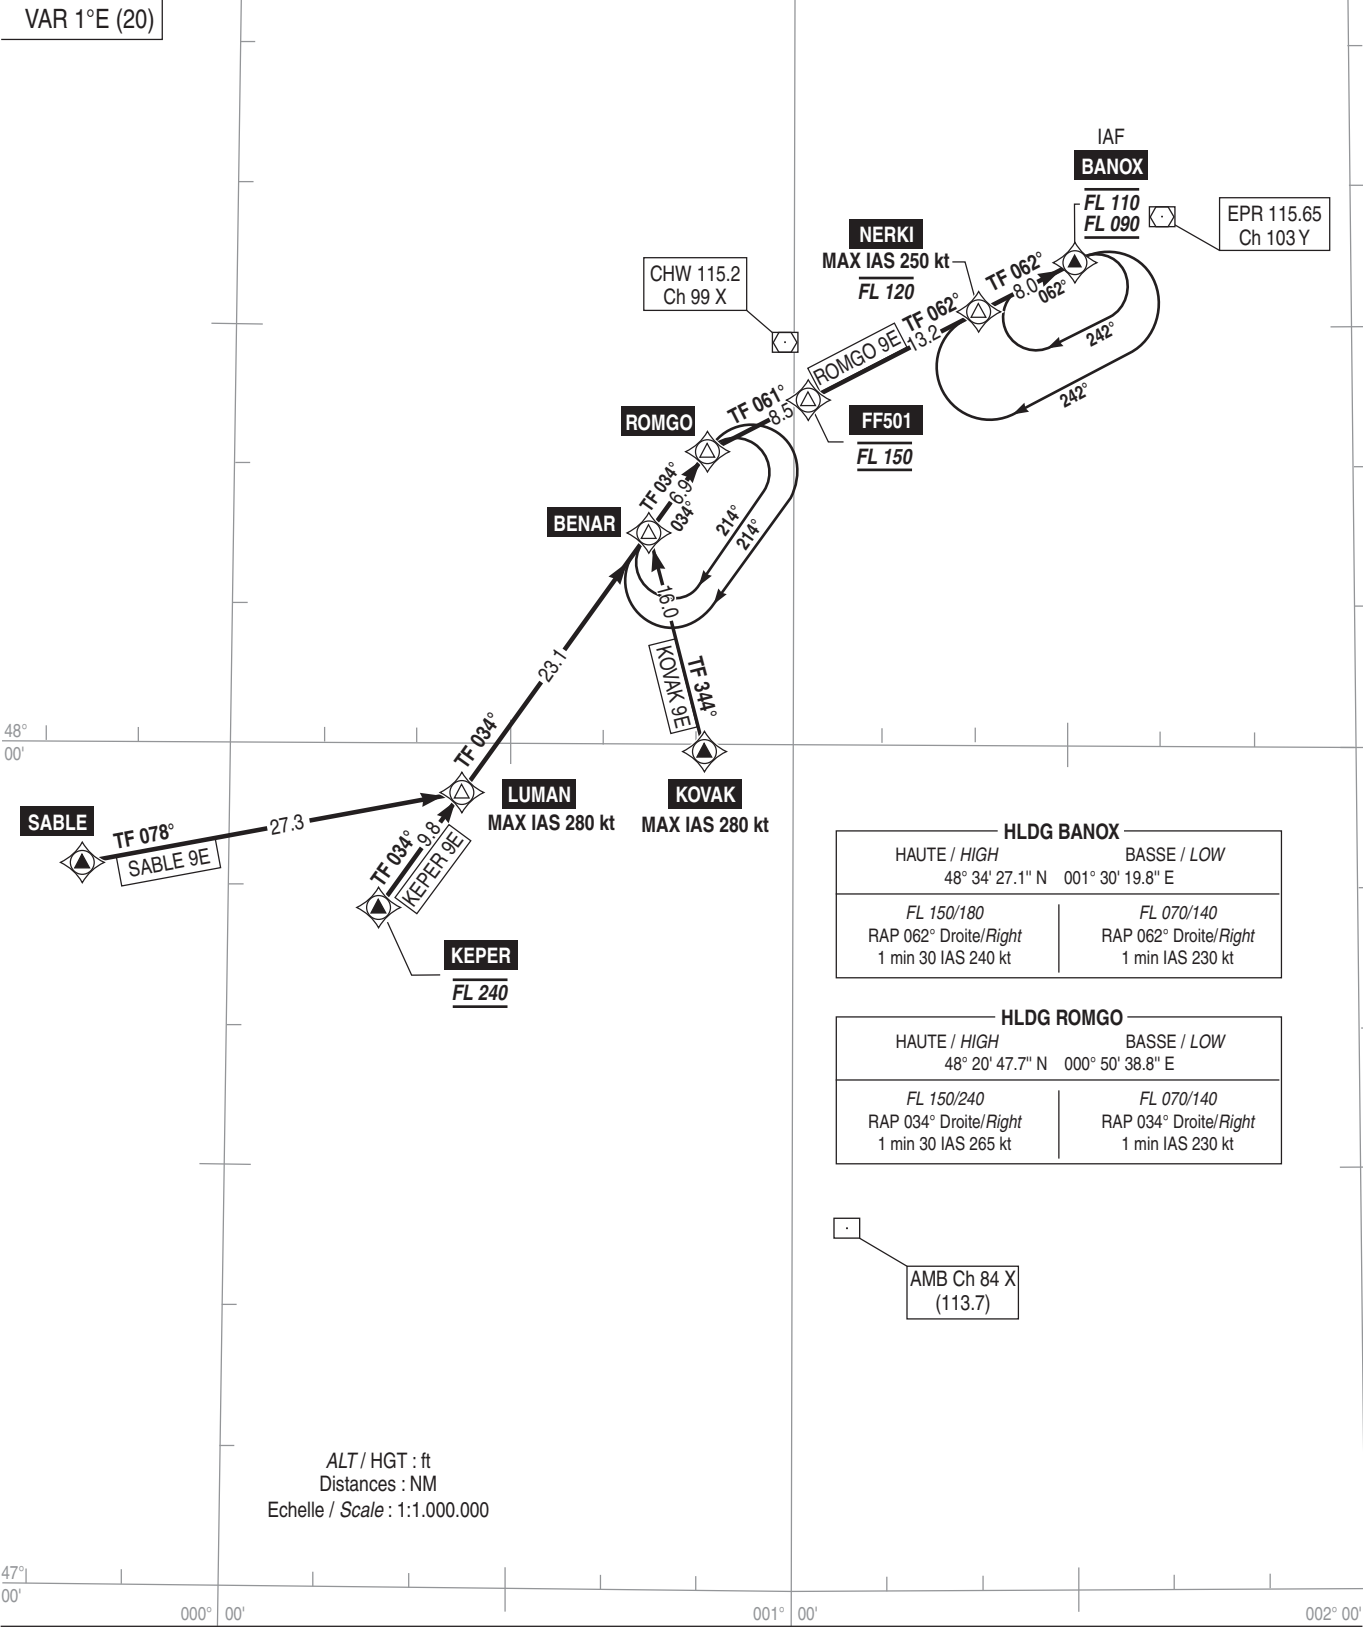 VAR 1°E (20)
IAF
BANOX
FL 110
FL 090
EPR 115.65
Ch 103 Y
NERKI
MAX IAS 250 kt
FL 120
TF 062°
8.0
062°
242°
242°
CHW 115.2
Ch 99 X
TF 062°
13.2
ROMGO 9E
TF 061°
8.5
FF501
FL 150
ROMGO
TF 034°
6.9
034°
214°
214°
BENAR
16.0
KOVAK 9E
TF 344°
23.1
TF 034°
48°
00'
LUMAN
MAX IAS 280 kt
KOVAK
MAX IAS 280 kt
SABLE
TF 078°
27.3
SABLE 9E
TF 034°
9.8
KEPER 9E
KEPER
FL 240
HLDG BANOX
HAUTE / HIGH BASSE / LOW
48° 34' 27.1" N 001° 30' 19.8" E
FL 150/180 FL 070/140
RAP 062° Droite/Right RAP 062° Droite/Right
1 min 30 IAS 240 kt 1 min IAS 230 kt
HLDG ROMGO
HAUTE / HIGH BASSE / LOW
48° 20' 47.7" N 000° 50' 38.8" E
FL 150/240 FL 070/140
RAP 034° Droite/Right RAP 034° Droite/Right
1 min 30 IAS 265 kt 1 min IAS 230 kt
AMB Ch 84 X
(113.7)
ALT / HGT : ft
Distances : NM
Echelle / Scale : 1:1.000.000
47°
00'
000° 00' 001° 00' 002° 00'